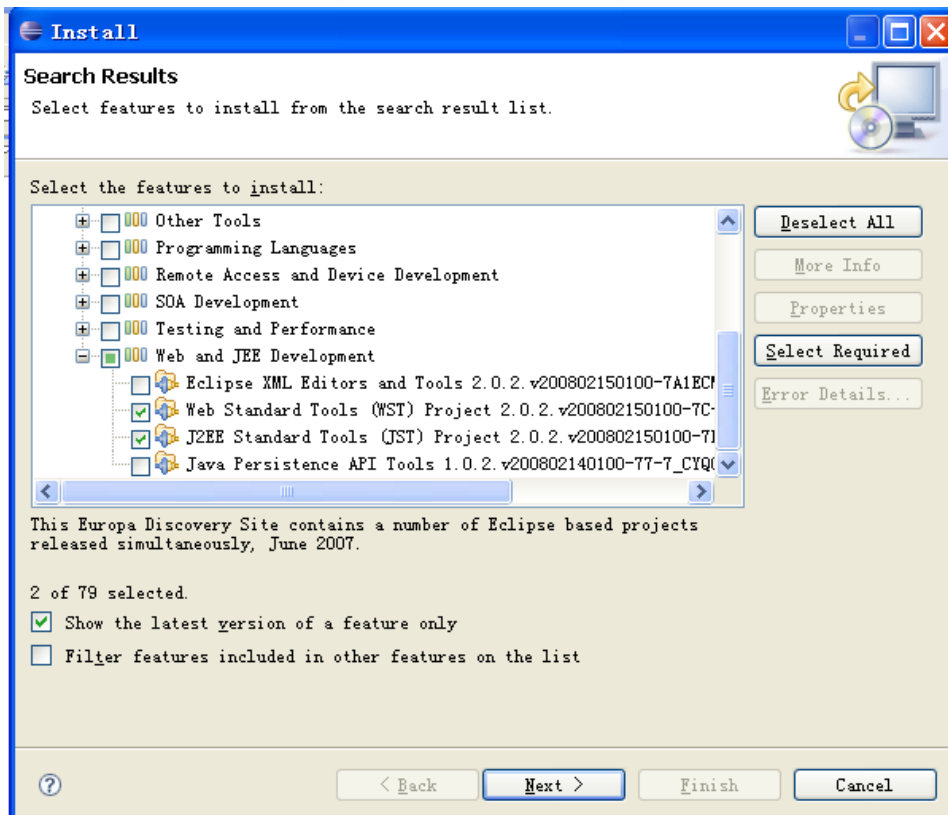 Install
Search Results
Select features to install from the search result list.
Select the features to install:
Other Tools
Programming Languages
Remote Access and Device Development
SOA Development
Testing and Performance
Web and JEE Development
Eclipse XML Editors and Tools 2.0.2.v200802150100-7A1EC
Web Standard Tools (WST) Project 2.0.2.v200802150100-7C-
J2EE Standard Tools (JST) Project 2.0.2.v200802150100-7
Java Persistence API Tools 1.0.2.v200802140100-77-7_CYQ
Deselect All
More Info
Properties
Select Required
Error Details...
This Europa Discovery Site contains a number of Eclipse based projects
released simultaneously, June 2007.
2 of 79 selected.
Show the latest version of a feature only
Filter features included in other features on the list
?
< Back
Next >
Finish
Cancel